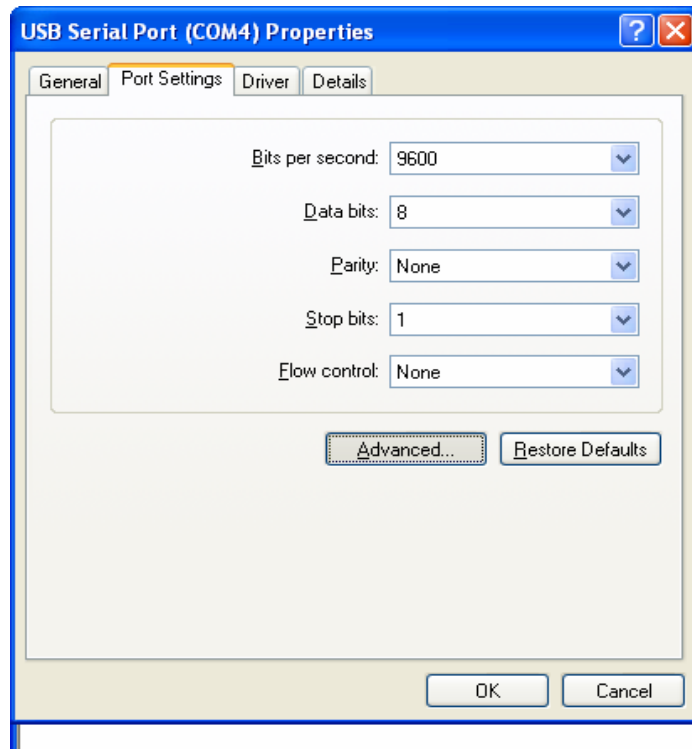 USB Serial Port (COM4) Properties
General Port Settings Driver Details
Bits per second: 9600
Data bits: 8
Parity: None
Stop bits: 1
Flow control: None
Advanced... Restore Defaults
OK Cancel